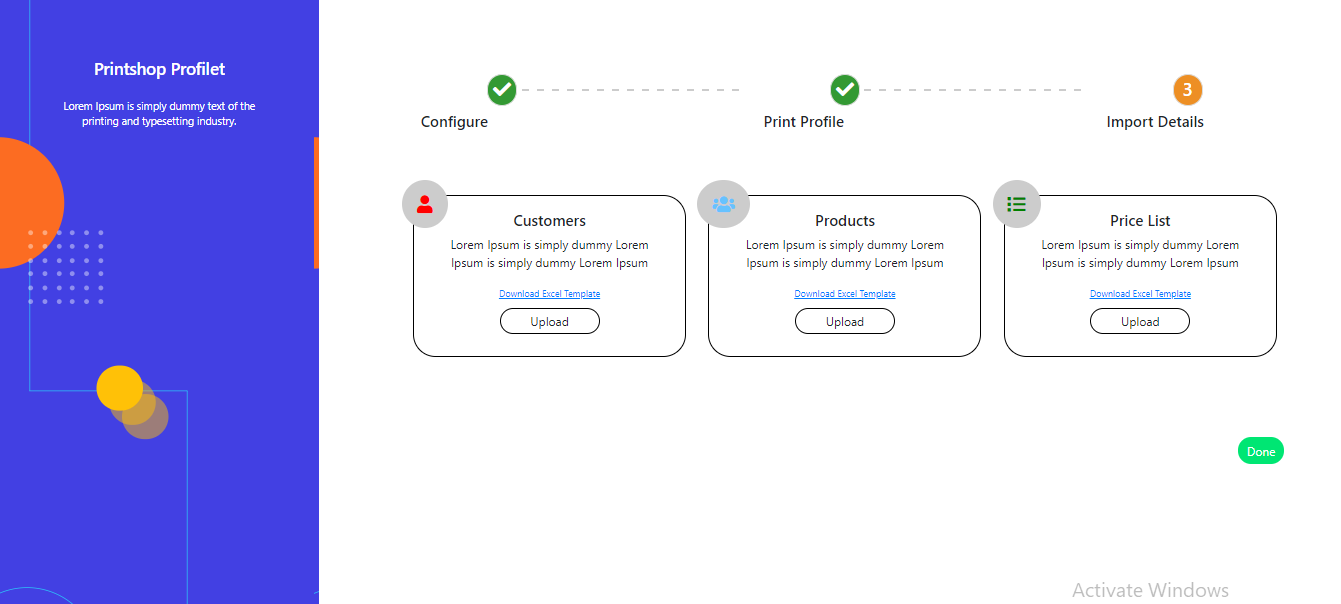 Printshop Profilet
Lorem Ipsum is simply dummy text of the
printing and typesetting industry.
3
Configure
Print Profile
Import Details
Customers
Lorem Ipsum is simply dummy Lorem
Ipsum is simply dummy Lorem Ipsum
Download Excel Template
Upload
Products
Lorem Ipsum is simply dummy Lorem
Ipsum is simply dummy Lorem Ipsum
Download Excel Template
Upload
Price List
Lorem Ipsum is simply dummy Lorem
Ipsum is simply dummy Lorem Ipsum
Download Excel Template
Upload
Done
Activate Windows